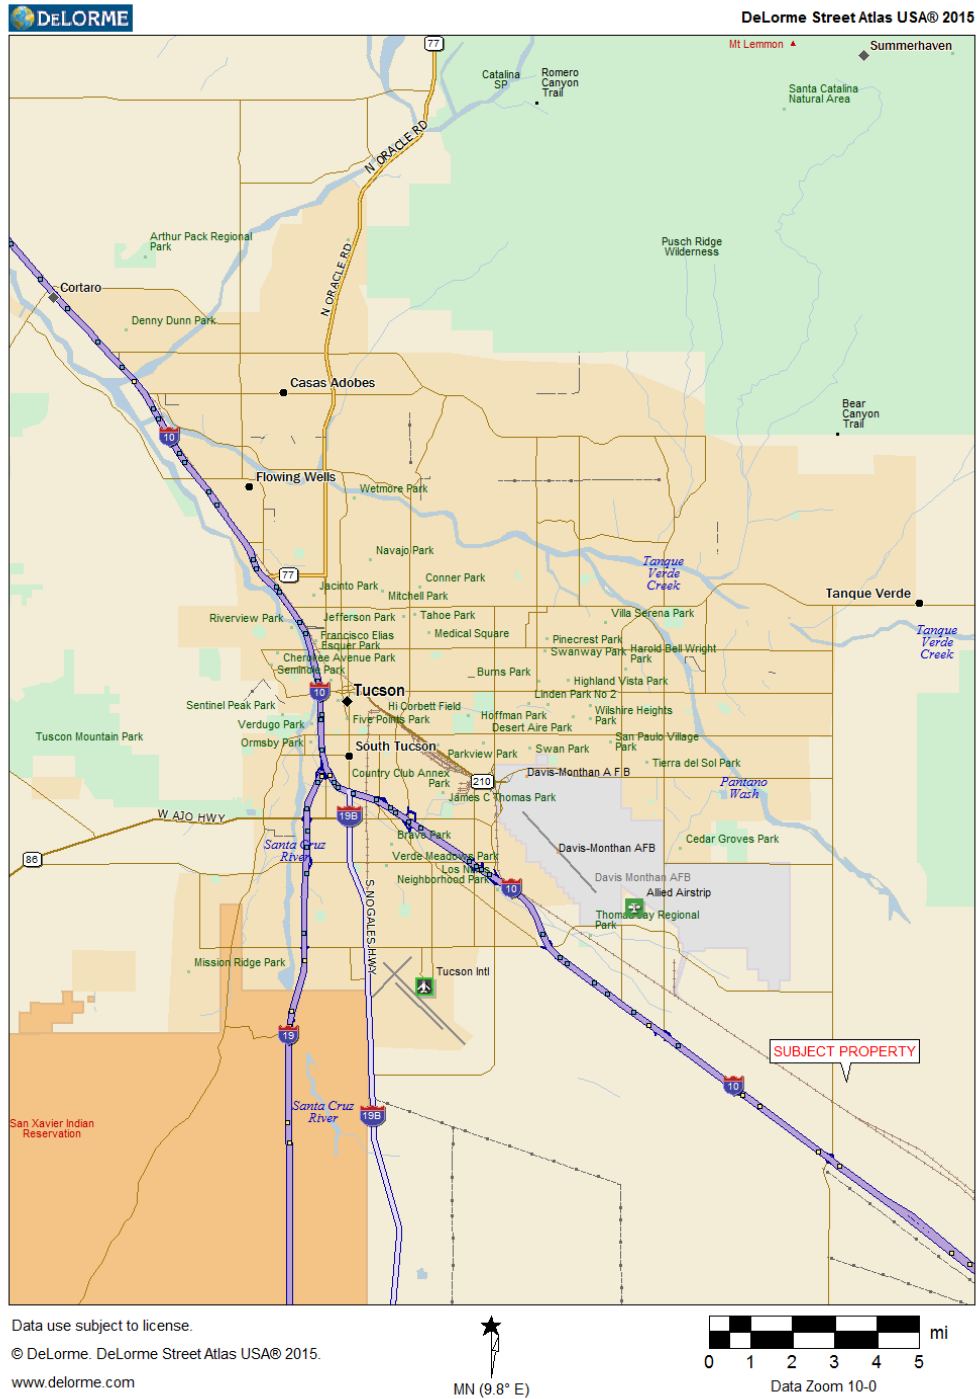 DELORME
DeLorme Street Atlas USA® 2015
77
Mt Lemmon
Summerhaven
Catalina
SP
Romero
Canyon
Trail
Santa Catalina
Natural Area
N ORACLE RD
Arthur Pack Regional
Park
Pusch Ridge
Wilderness
N ORACLE RD
Cortaro
Denny Dunn Park
Casas Adobes
Bear
Canyon
Trail
10
Flowing Wells
Wetmore Park
Navajo Park
Tanque
Verde
Creek
77
Jacinto Park
Conner Park
Mitchell Park
Tanque Verde
Riverview Park
Jefferson Park
Tahoe Park
Villa Serena Park
Francisco Elias
Esquer Park
Medical Square
Pinecrest Park
Tanque
Verde
Creek
Cherokee Avenue Park
Swanway Park
Harold Bell Wright
Park
Seminole Park
Burns Park
Highland Vista Park
10
Tucson
Linden Park No 2
Sentinel Peak Park
Hi Corbett Field
Wilshire Heights
Park
Verdugo Park
Five Points Park
Hoffman Park
Desert Aire Park
Tuscon Mountain Park
Ormsby Park
South Tucson
Parkview Park
Swan Park
San Paulo Village
Park
Tierra del Sol Park
Country Club Annex
Park
210
Davis-Monthan A F B
Pantano
Wash
James C Thomas Park
W AJO HWY
19B
Santa Cruz
River
Bravo Park
Cedar Groves Park
86
Verde Meadows Park
Davis-Monthan AFB
Los Ninos
Neighborhood Park
10
Davis Monthan AFB
Allied Airstrip
S NOGALES HWY
Thomas Jay Regional
Park
Mission Ridge Park
Tucson Intl
19
SUBJECT PROPERTY
10
Santa Cruz
River
19B
San Xavier Indian
Reservation
Data use subject to license.
© DeLorme. DeLorme Street Atlas USA® 2015.
www.delorme.com
MN (9.8° E)
mi
0 1 2 3 4 5
Data Zoom 10-0